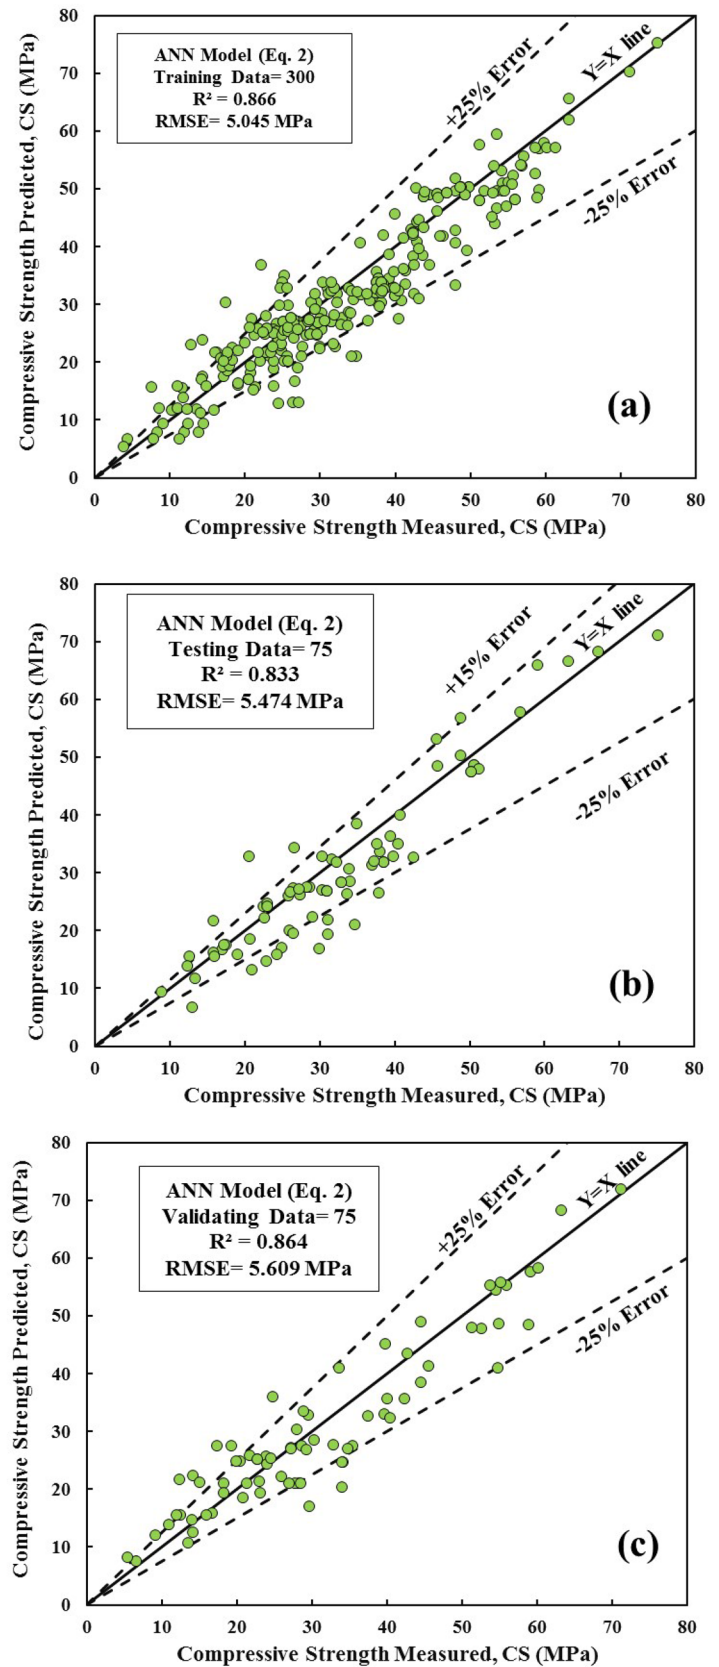 80
70
60
50
40
30
20
10
0
Compressive Strength Predicted, CS (MPa)
ANN Model (Eq. 2)
Training Data= 300
R² = 0.866
RMSE= 5.045 MPa
+25% Error
Y=X line
-25% Error
(a)
0 10 20 30 40 50 60 70 80
Compressive Strength Measured, CS (MPa)
80
70
60
50
40
30
20
10
0
Compressive Strength Predicted, CS (MPa)
ANN Model (Eq. 2)
Testing Data= 75
R² = 0.833
RMSE= 5.474 MPa
+15% Error
Y=X line
-25% Error
(b)
0 10 20 30 40 50 60 70 80
Compressive Strength Measured, CS (MPa)
80
70
60
50
40
30
20
10
0
Compressive Strength Predicted, CS (MPa)
ANN Model (Eq. 2)
Validating Data= 75
R² = 0.864
RMSE= 5.609 MPa
+25% Error
Y=X line
-25% Error
(c)
0 10 20 30 40 50 60 70 80
Compressive Strength Measured, CS (MPa)